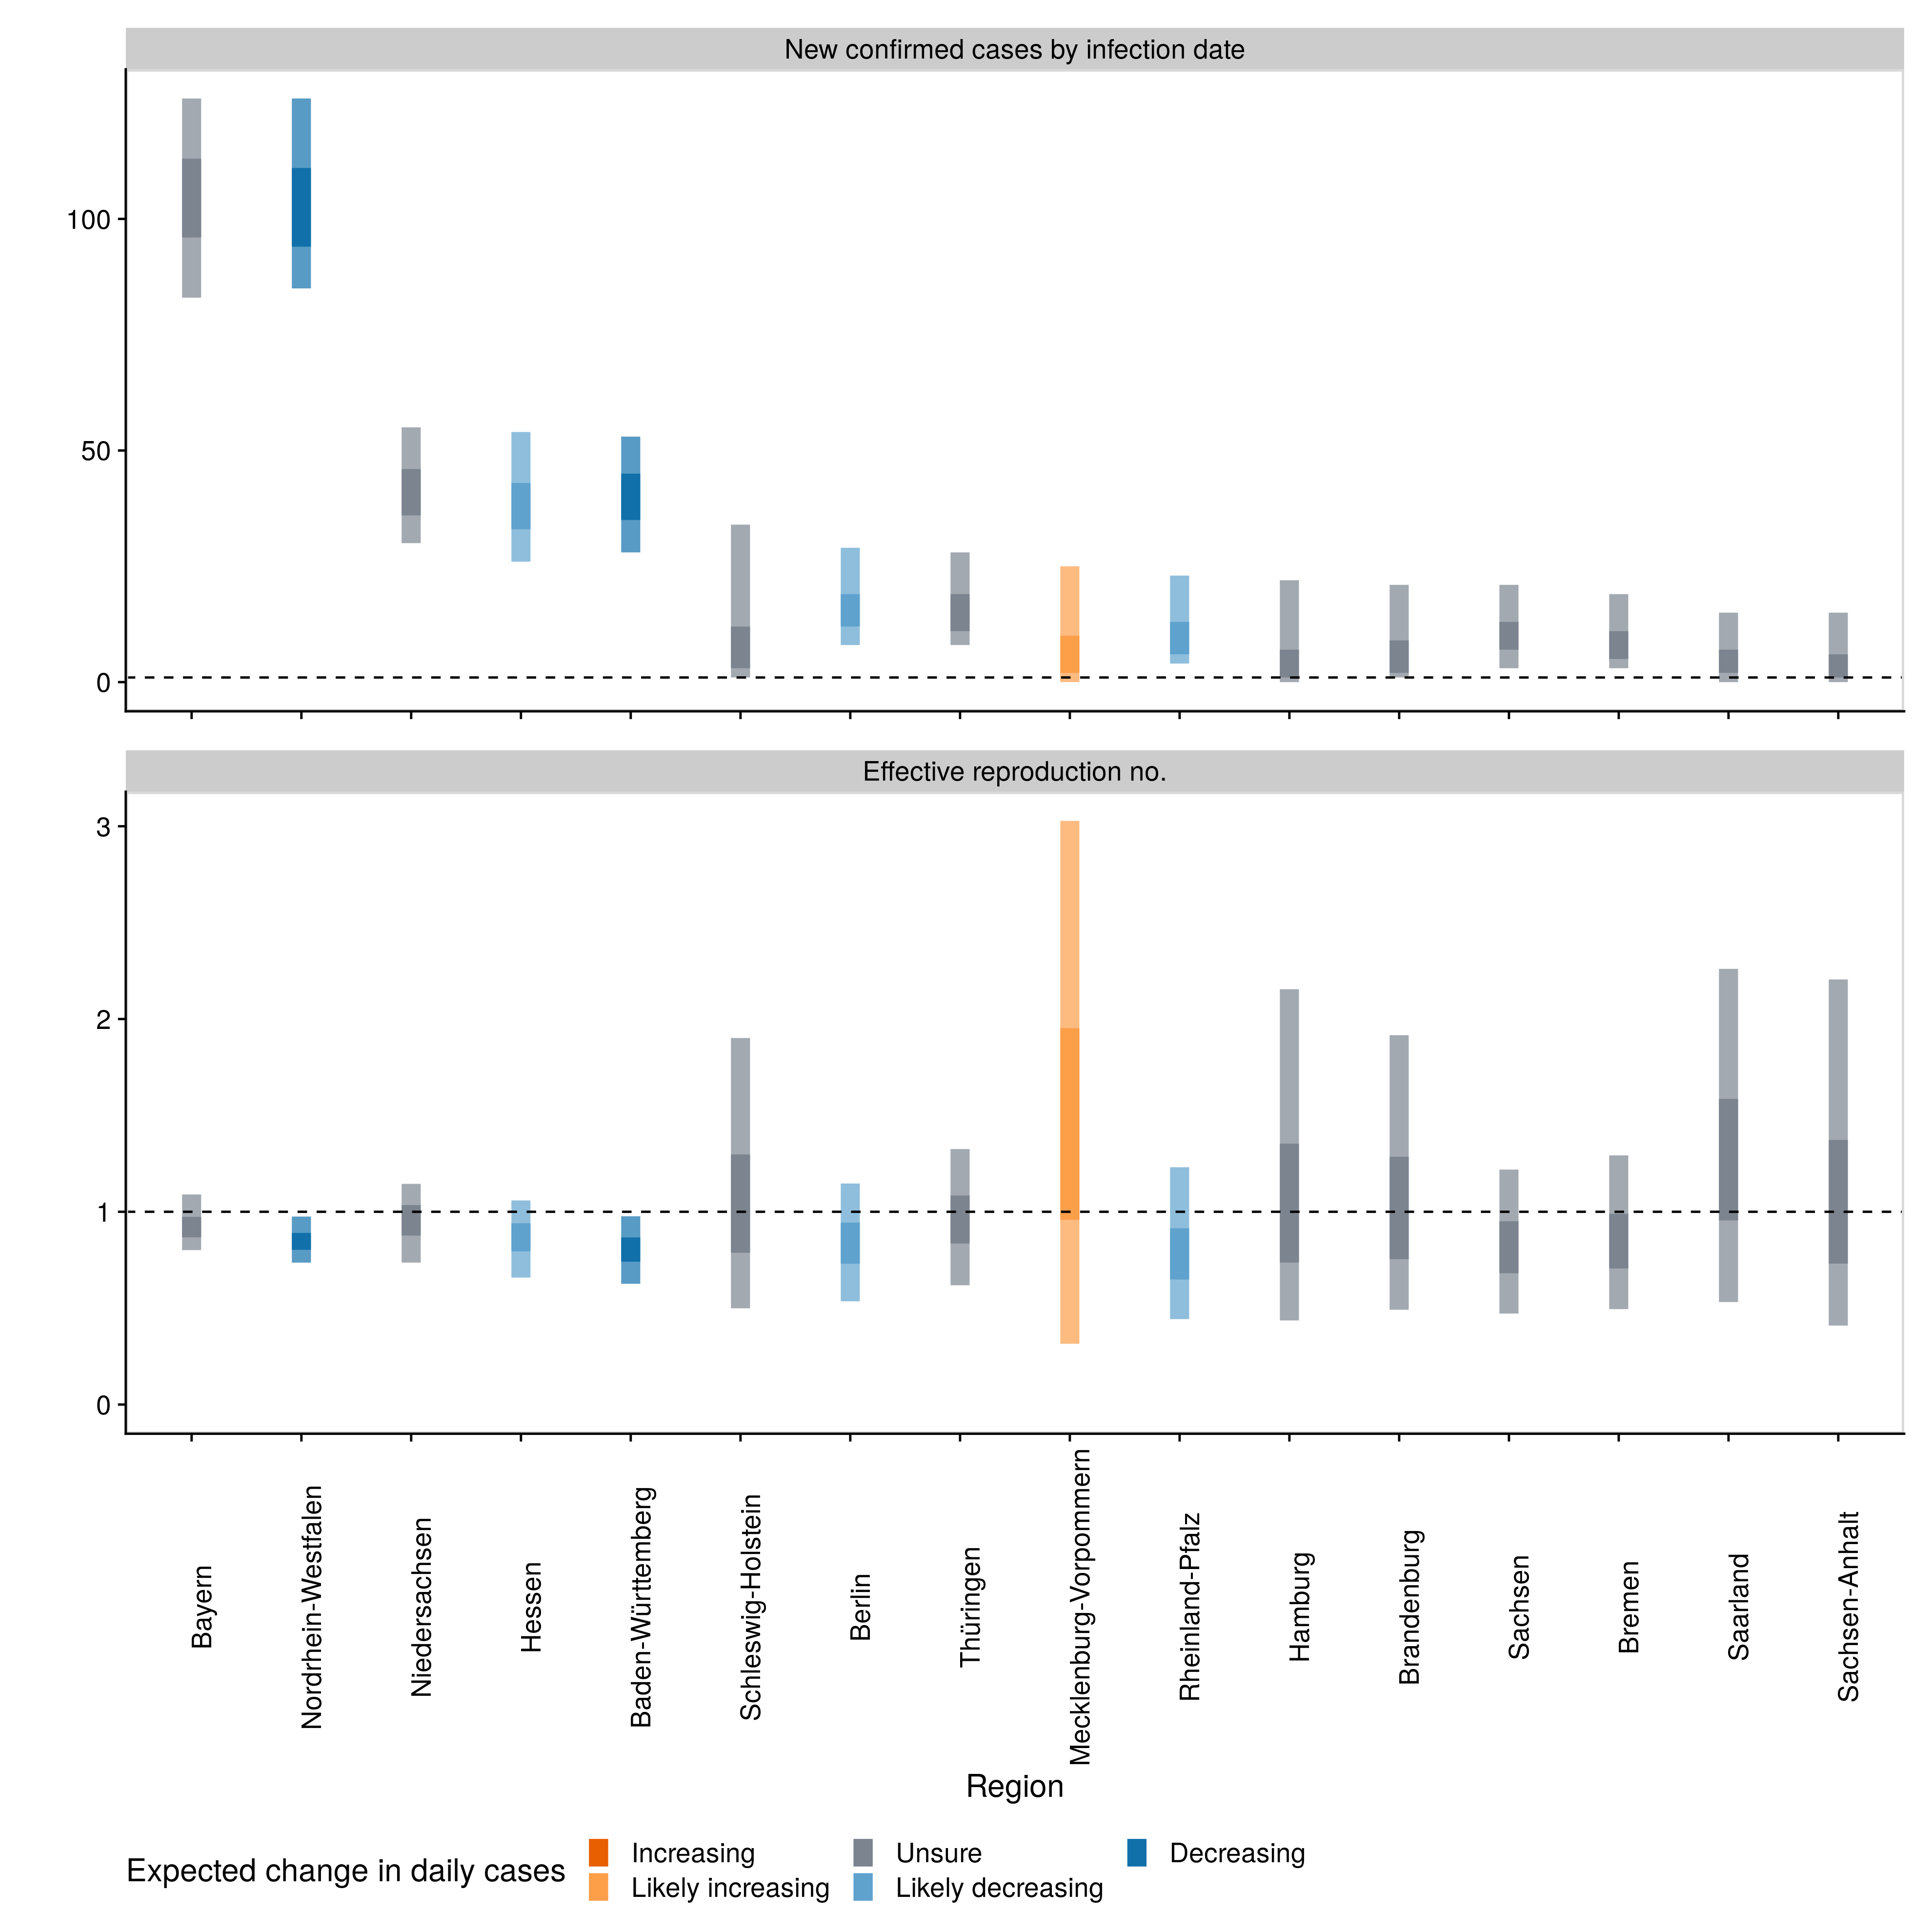 New confirmed cases by infection date
100
50
0
Effective reproduction no.
3
2
1
0
Bayern
Nordrhein-Westfalen
Niedersachsen
Hessen
Baden-Württemberg
Schleswig-Holstein
Berlin
Thüringen
Mecklenburg-Vorpommern
Rheinland-Pfalz
Hamburg
Brandenburg
Sachsen
Bremen
Saarland
Sachsen-Anhalt
Region
Expected change in daily cases
Increasing
Unsure
Decreasing
Likely increasing
Likely decreasing